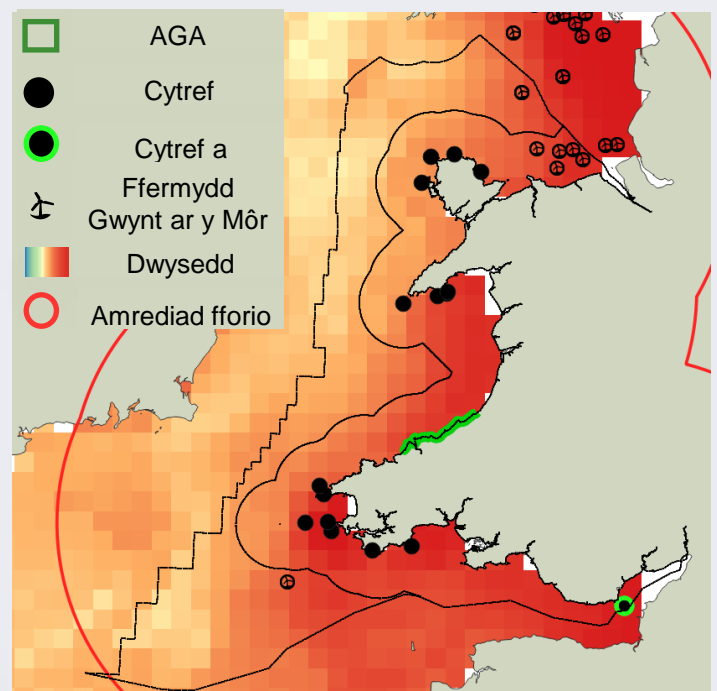 AGA
Cytref
Cytref a
Ffermydd
Gwynt ar y Môr
Dwysedd
Amrediad fforio